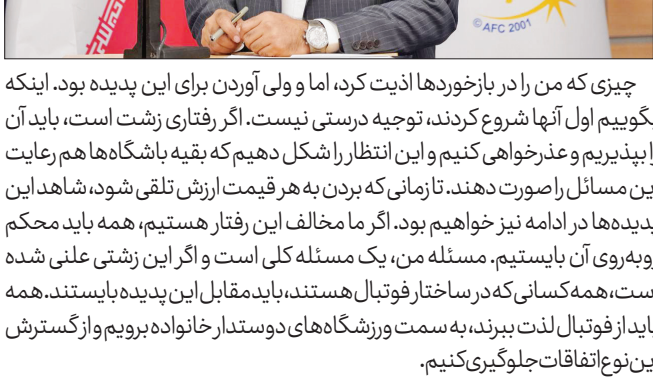 © AFC 2001
چیزی که من را در بازخوردها اذیت کرد، اما و ولی آوردن برای این پدیده بود. اینکه
بگوییم اول آنها شروع کردند، توجیه درستی نیست. اگر رفتاری زشت است، باید آن
را بپذیریم و عذرخواهی کنیم و این انتظار را شکل دهیم که بقیه باشگاه‌ها هم رعایت
این مسائل را صورت دهند. تا زمانی که بردن به هر قیمت ارزش تلقی شود، شاهد این
پدیده‌ها در ادامه نیز خواهیم بود. اگر ما مخالف این رفتار هستیم، همه باید محکم
روبه‌روی آن بایستیم. مسئله من، یک مسئله کلی است و اگر این زشتی علنی شده
است، همه کسانی که در ساختار فوتبال هستند، باید مقابل این پدیده بایستند. همه
باید از فوتبال لذت ببرند، به سمت ورزشگاه‌های دوستدار خانواده برویم و از گسترش
این نوع اتفاقات جلوگیری کنیم.